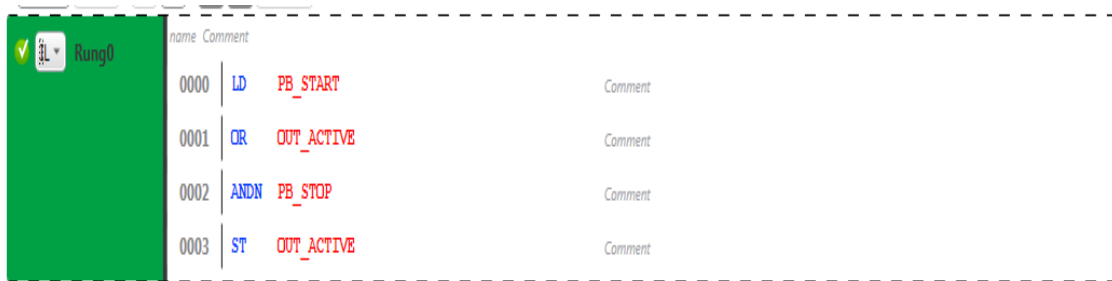 IL Rung0
name Comment
0000 LD PB_START Comment
0001 OR OUT_ACTIVE Comment
0002 ANDN PB_STOP Comment
0003 ST OUT_ACTIVE Comment